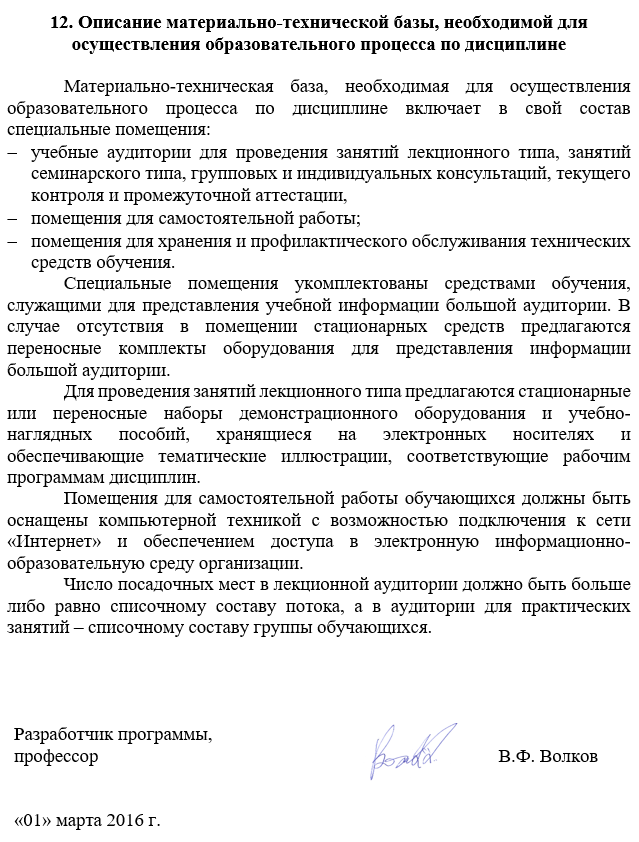 12. Описание материально-технической базы, необходимой для
осуществления образовательного процесса по дисциплине
Материально-техническая база, необходимая для осуществления
образовательного процесса по дисциплине включает в свой состав
специальные помещения:
– учебные аудитории для проведения занятий лекционного типа, занятий
семинарского типа, групповых и индивидуальных консультаций, текущего
контроля и промежуточной аттестации,
– помещения для самостоятельной работы;
– помещения для хранения и профилактического обслуживания технических
средств обучения.
Специальные помещения укомплектованы средствами обучения,
служащими для представления учебной информации большой аудитории. В
случае отсутствия в помещении стационарных средств предлагаются
переносные комплекты оборудования для представления информации
большой аудитории.
Для проведения занятий лекционного типа предлагаются стационарные
или переносные наборы демонстрационного оборудования и учебно-
наглядных пособий, хранящиеся на электронных носителях и
обеспечивающие тематические иллюстрации, соответствующие рабочим
программам дисциплин.
Помещения для самостоятельной работы обучающихся должны быть
оснащены компьютерной техникой с возможностью подключения к сети
«Интернет» и обеспечением доступа в электронную информационно-
образовательную среду организации.
Число посадочных мест в лекционной аудитории должно быть больше
либо равно списочному составу потока, а в аудитории для практических
занятий – списочному составу группы обучающихся.
Разработчик программы,
профессор В.Ф. Волков
«01» марта 2016 г.